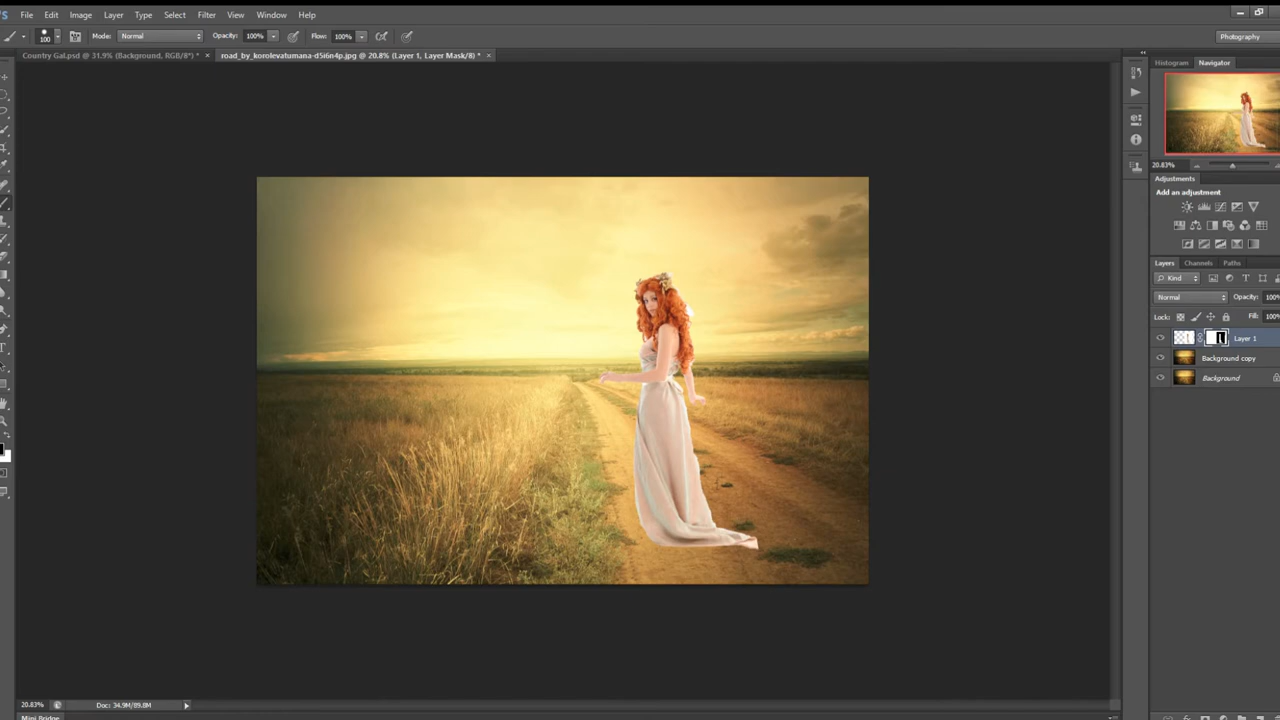 File Edit Image Layer Type Select Filter View Window Help
100 Mode: Normal Opacity: 100% Flow: 100% Photography
Country Gal.psd @ 31.9% (Background, RGB/8*) * × road_by_korolevatumana-d5i6n4p.jpg @ 20.8% (Layer 1, Layer Mask/8) * ×
Histogram Navigator
20.83%
Adjustments
Add an adjustment
Layers Channels Paths
Kind
Normal Opacity: 100%
Lock: Fill: 100%
Layer 1
Background copy
Background
20.83% Doc: 34.9M/89.8M
Mini Bridge